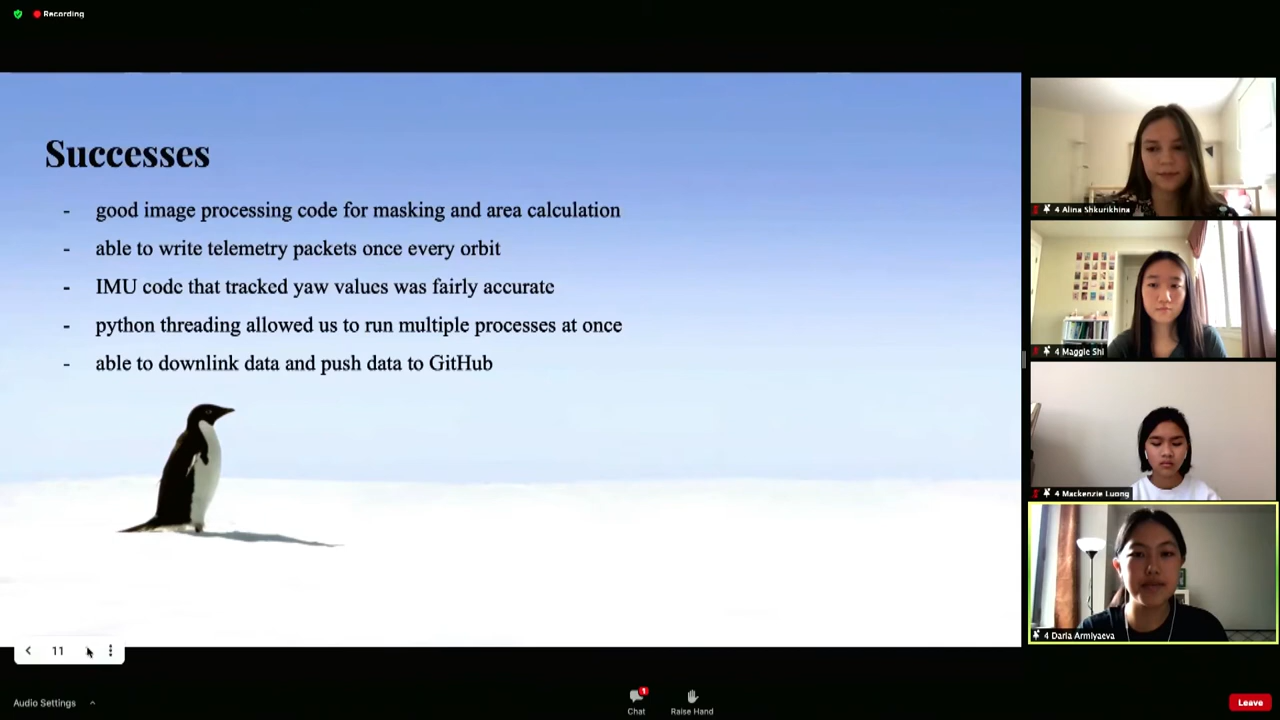 Recording
Successes
- good image processing code for masking and area calculation
- able to write telemetry packets once every orbit
- IMU code that tracked yaw values was fairly accurate
- python threading allowed us to run multiple processes at once
- able to downlink data and push data to GitHub
4 Alina Shkurikhina
4 Maggie Shi
4 Mackenzie Luong
4 Daria Armiyaeva
11
Audio Settings
1
Chat
Raise Hand
Leave